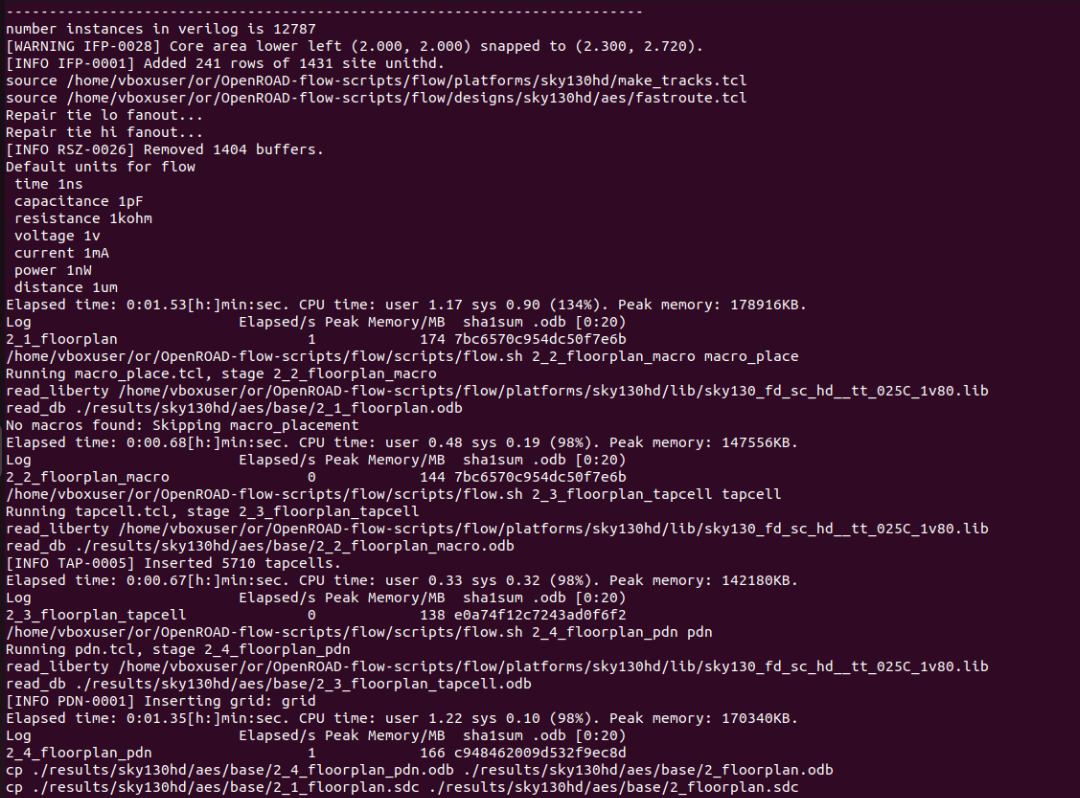 ---------------------------------------------------------------------------
number instances in verilog is 12787
[WARNING IFP-0028] Core area lower left (2.000, 2.000) snapped to (2.300, 2.720).
[INFO IFP-0001] Added 241 rows of 1431 site unithd.
source /home/vboxuser/or/OpenROAD-flow-scripts/flow/platforms/sky130hd/make_tracks.tcl
source /home/vboxuser/or/OpenROAD-flow-scripts/flow/designs/sky130hd/aes/fastroute.tcl
Repair tie lo fanout...
Repair tie hi fanout...
[INFO RSZ-0026] Removed 1404 buffers.
Default units for flow
 time 1ns
 capacitance 1pF
 resistance 1kohm
 voltage 1v
 current 1mA
 power 1nW
 distance 1um
Elapsed time: 0:01.53[h:]min:sec. CPU time: user 1.17 sys 0.90 (134%). Peak memory: 178916KB.
Log                        Elapsed/s Peak Memory/MB  sha1sum .odb [0:20)
2_1_floorplan                      1            174 7bc6570c954dc50f7e6b
/home/vboxuser/or/OpenROAD-flow-scripts/flow/scripts/flow.sh 2_2_floorplan_macro macro_place
Running macro_place.tcl, stage 2_2_floorplan_macro
read_liberty /home/vboxuser/or/OpenROAD-flow-scripts/flow/platforms/sky130hd/lib/sky130_fd_sc_hd__tt_025C_1v80.lib
read_db ./results/sky130hd/aes/base/2_1_floorplan.odb
No macros found: Skipping macro_placement
Elapsed time: 0:00.68[h:]min:sec. CPU time: user 0.48 sys 0.19 (98%). Peak memory: 147556KB.
Log                        Elapsed/s Peak Memory/MB  sha1sum .odb [0:20)
2_2_floorplan_macro                0            144 7bc6570c954dc50f7e6b
/home/vboxuser/or/OpenROAD-flow-scripts/flow/scripts/flow.sh 2_3_floorplan_tapcell tapcell
Running tapcell.tcl, stage 2_3_floorplan_tapcell
read_liberty /home/vboxuser/or/OpenROAD-flow-scripts/flow/platforms/sky130hd/lib/sky130_fd_sc_hd__tt_025C_1v80.lib
read_db ./results/sky130hd/aes/base/2_2_floorplan_macro.odb
[INFO TAP-0005] Inserted 5710 tapcells.
Elapsed time: 0:00.67[h:]min:sec. CPU time: user 0.33 sys 0.32 (98%). Peak memory: 142180KB.
Log                        Elapsed/s Peak Memory/MB  sha1sum .odb [0:20)
2_3_floorplan_tapcell              0            138 e0a74f12c7243ad0f6f2
/home/vboxuser/or/OpenROAD-flow-scripts/flow/scripts/flow.sh 2_4_floorplan_pdn pdn
Running pdn.tcl, stage 2_4_floorplan_pdn
read_liberty /home/vboxuser/or/OpenROAD-flow-scripts/flow/platforms/sky130hd/lib/sky130_fd_sc_hd__tt_025C_1v80.lib
read_db ./results/sky130hd/aes/base/2_3_floorplan_tapcell.odb
[INFO PDN-0001] Inserting grid: grid
Elapsed time: 0:01.35[h:]min:sec. CPU time: user 1.22 sys 0.10 (98%). Peak memory: 170340KB.
Log                        Elapsed/s Peak Memory/MB  sha1sum .odb [0:20)
2_4_floorplan_pdn                  1            166 c948462009d532f9ec8d
cp ./results/sky130hd/aes/base/2_4_floorplan_pdn.odb ./results/sky130hd/aes/base/2_floorplan.odb
cp ./results/sky130hd/aes/base/2_1_floorplan.sdc ./results/sky130hd/aes/base/2_floorplan.sdc